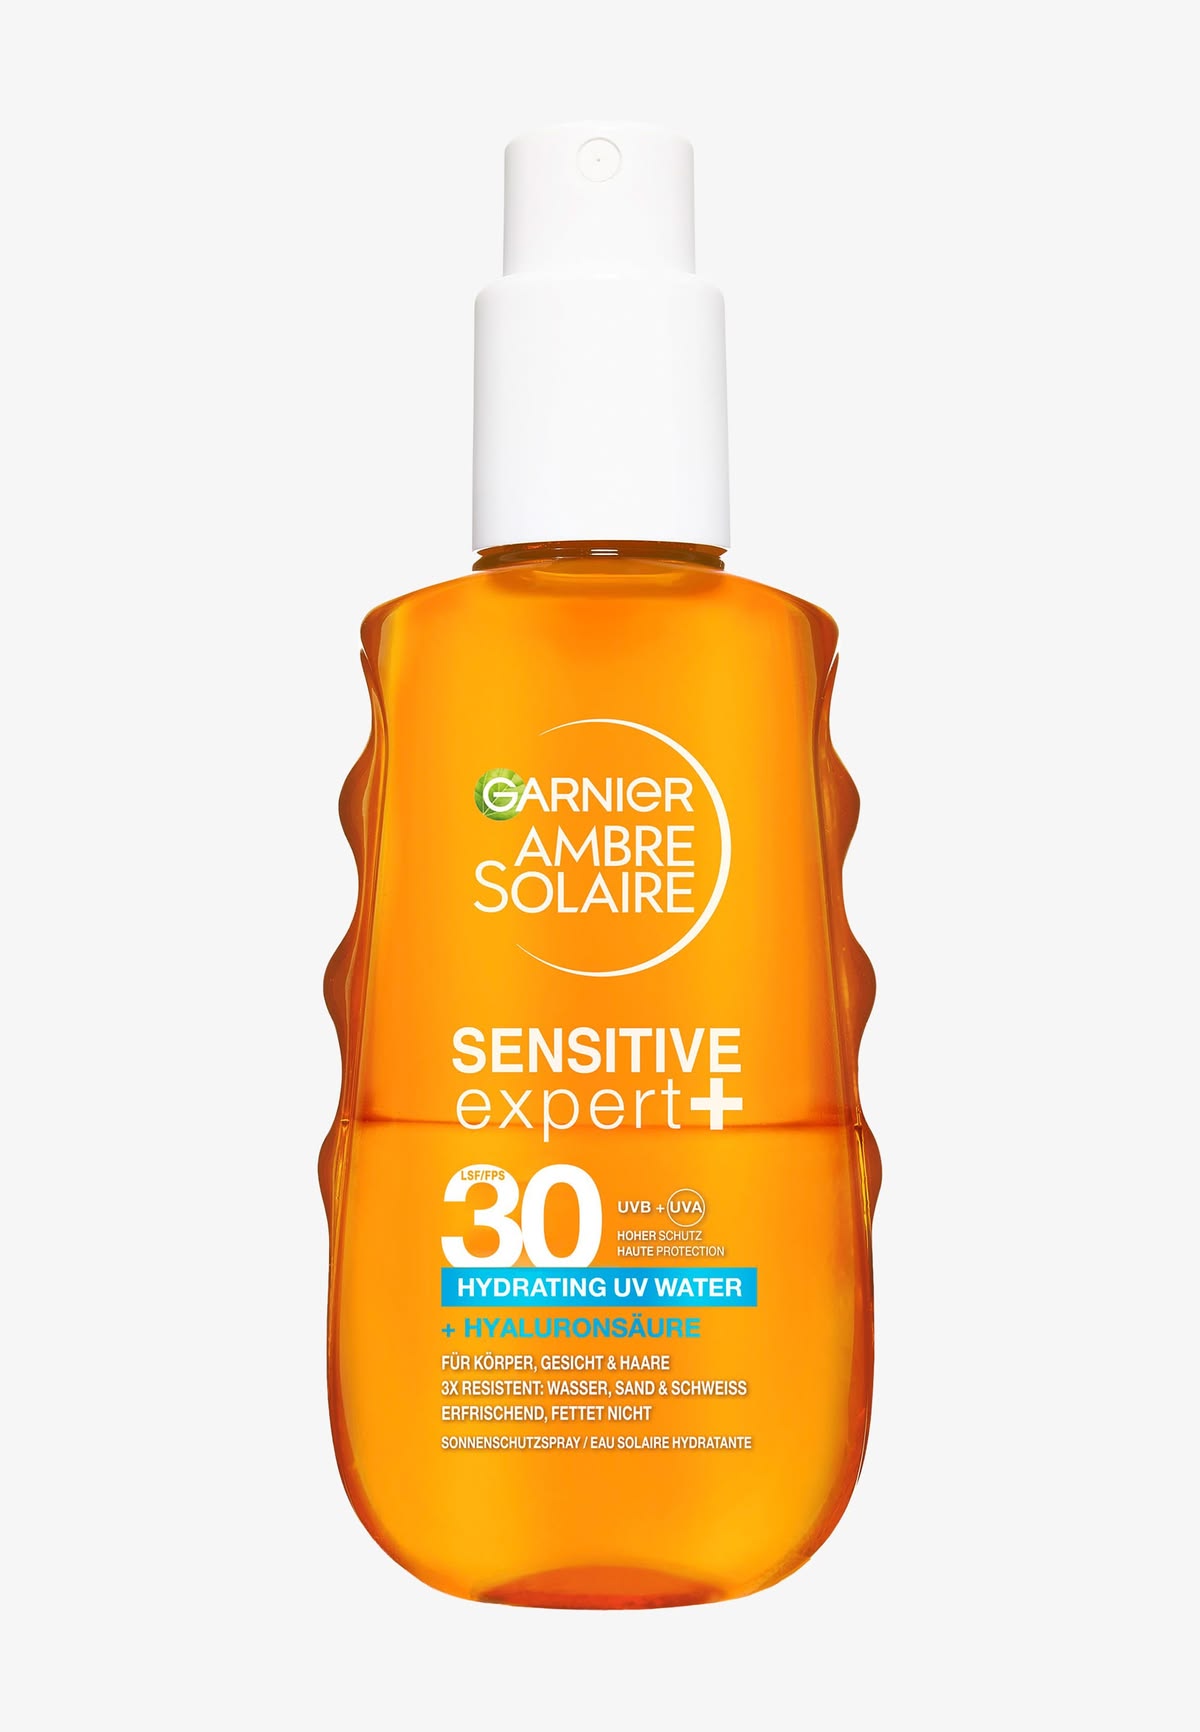 GARNIER
AMBRE
SOLAIRE
SENSITIVE
expert+
LSF/FPS
30
UVB + UVA
HOHER SCHUTZ
HAUTE PROTECTION
HYDRATING UV WATER
+ HYALURONSÄURE
FÜR KÖRPER, GESICHT & HAARE
3X RESISTENT: WASSER, SAND & SCHWEISS
ERFRISCHEND, FETTET NICHT
SONNENSCHUTZSPRAY / EAU SOLAIRE HYDRATANTE